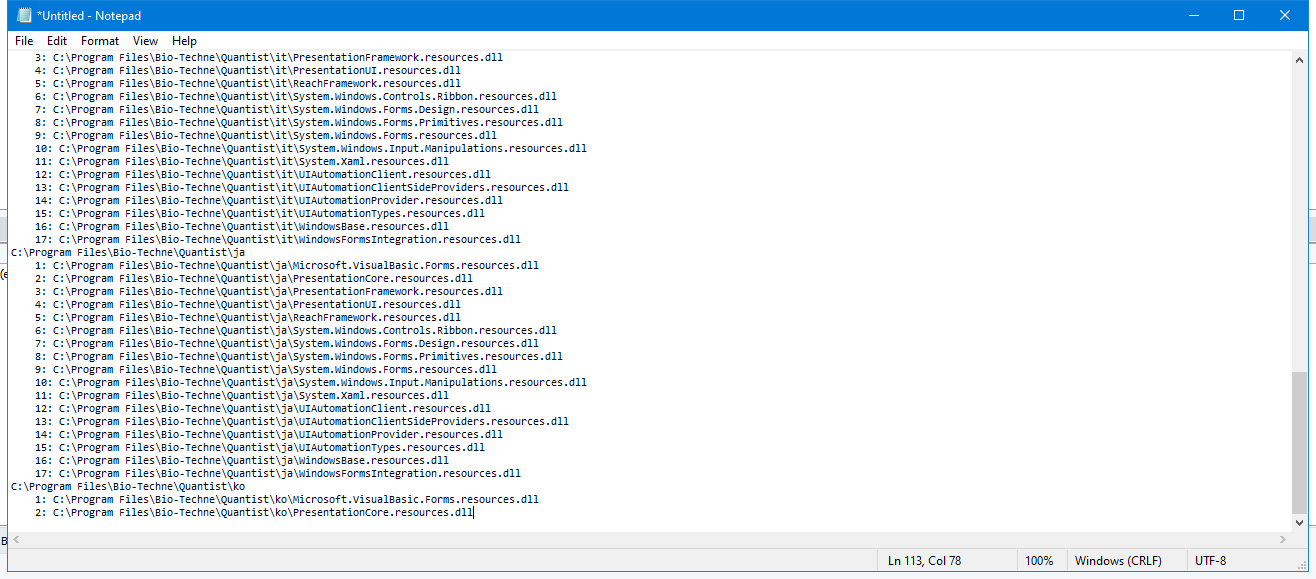 *Untitled - Notepad
File Edit Format View Help
3: C:\Program Files\Bio-Techne\Quantist\it\PresentationFramework.resources.dll
4: C:\Program Files\Bio-Techne\Quantist\it\PresentationUI.resources.dll
5: C:\Program Files\Bio-Techne\Quantist\it\ReachFramework.resources.dll
6: C:\Program Files\Bio-Techne\Quantist\it\System.Windows.Controls.Ribbon.resources.dll
7: C:\Program Files\Bio-Techne\Quantist\it\System.Windows.Forms.Design.resources.dll
8: C:\Program Files\Bio-Techne\Quantist\it\System.Windows.Forms.Primitives.resources.dll
9: C:\Program Files\Bio-Techne\Quantist\it\System.Windows.Forms.resources.dll
10: C:\Program Files\Bio-Techne\Quantist\it\System.Windows.Input.Manipulations.resources.dll
11: C:\Program Files\Bio-Techne\Quantist\it\System.Xaml.resources.dll
12: C:\Program Files\Bio-Techne\Quantist\it\UIAutomationClient.resources.dll
13: C:\Program Files\Bio-Techne\Quantist\it\UIAutomationClientSideProviders.resources.dll
14: C:\Program Files\Bio-Techne\Quantist\it\UIAutomationProvider.resources.dll
15: C:\Program Files\Bio-Techne\Quantist\it\UIAutomationTypes.resources.dll
16: C:\Program Files\Bio-Techne\Quantist\it\WindowsBase.resources.dll
17: C:\Program Files\Bio-Techne\Quantist\it\WindowsFormsIntegration.resources.dll
C:\Program Files\Bio-Techne\Quantist\ja
1: C:\Program Files\Bio-Techne\Quantist\ja\Microsoft.VisualBasic.Forms.resources.dll
2: C:\Program Files\Bio-Techne\Quantist\ja\PresentationCore.resources.dll
3: C:\Program Files\Bio-Techne\Quantist\ja\PresentationFramework.resources.dll
4: C:\Program Files\Bio-Techne\Quantist\ja\PresentationUI.resources.dll
5: C:\Program Files\Bio-Techne\Quantist\ja\ReachFramework.resources.dll
6: C:\Program Files\Bio-Techne\Quantist\ja\System.Windows.Controls.Ribbon.resources.dll
7: C:\Program Files\Bio-Techne\Quantist\ja\System.Windows.Forms.Design.resources.dll
8: C:\Program Files\Bio-Techne\Quantist\ja\System.Windows.Forms.Primitives.resources.dll
9: C:\Program Files\Bio-Techne\Quantist\ja\System.Windows.Forms.resources.dll
10: C:\Program Files\Bio-Techne\Quantist\ja\System.Windows.Input.Manipulations.resources.dll
11: C:\Program Files\Bio-Techne\Quantist\ja\System.Xaml.resources.dll
12: C:\Program Files\Bio-Techne\Quantist\ja\UIAutomationClient.resources.dll
13: C:\Program Files\Bio-Techne\Quantist\ja\UIAutomationClientSideProviders.resources.dll
14: C:\Program Files\Bio-Techne\Quantist\ja\UIAutomationProvider.resources.dll
15: C:\Program Files\Bio-Techne\Quantist\ja\UIAutomationTypes.resources.dll
16: C:\Program Files\Bio-Techne\Quantist\ja\WindowsBase.resources.dll
17: C:\Program Files\Bio-Techne\Quantist\ja\WindowsFormsIntegration.resources.dll
C:\Program Files\Bio-Techne\Quantist\ko
1: C:\Program Files\Bio-Techne\Quantist\ko\Microsoft.VisualBasic.Forms.resources.dll
2: C:\Program Files\Bio-Techne\Quantist\ko\PresentationCore.resources.dll
Ln 113, Col 78 100% Windows (CRLF) UTF-8